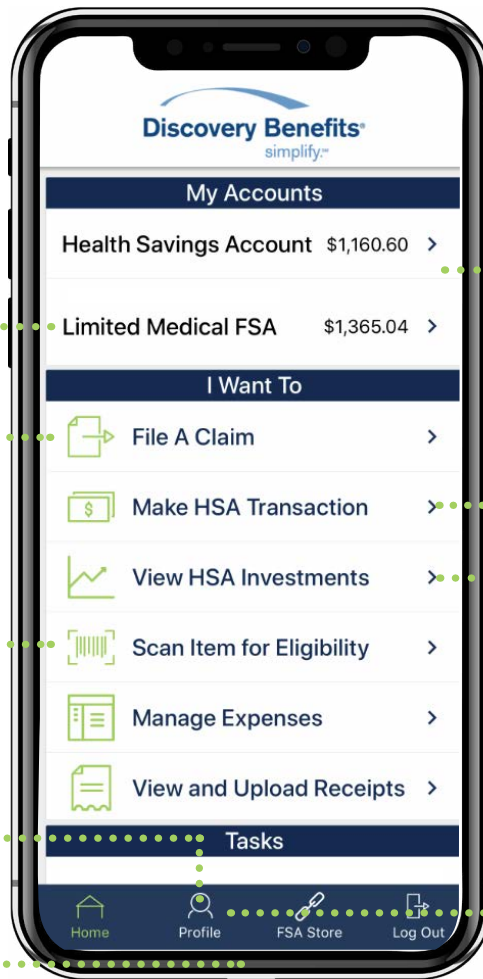 Discovery Benefits®
simplify.℠
My Accounts
Health Savings Account $1,160.60
Limited Medical FSA $1,365.04
I Want To
File A Claim
$
Make HSA Transaction
View HSA Investments
Scan Item for Eligibility
Manage Expenses
View and Upload Receipts
Tasks
Home Profile FSA Store Log Out